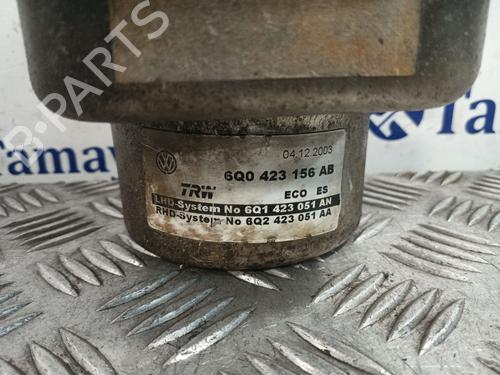 B-PARTS
Tamay
Tama
04.12.2003
6Q0 423 156 AB
TRW
ECO ES
LHD-System No 6Q1 423 051 AN
RHD-System No 6Q2 423 051 AA